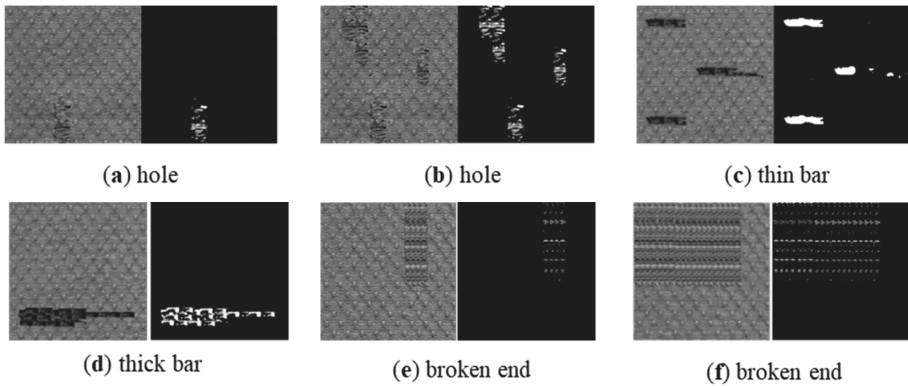 (a) hole
(b) hole
(c) thin bar
(d) thick bar
(e) broken end
(f) broken end